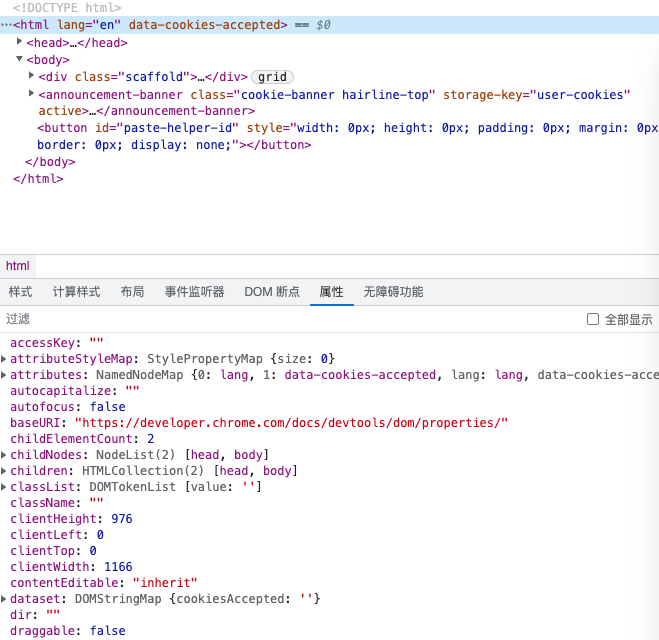 <!DOCTYPE html>
…<html lang="en" data-cookies-accepted> == $0
<head>…</head>
<body>
<div class="scaffold">…</div> grid
<announcement-banner class="cookie-banner hairline-top" storage-key="user-cookies"
active>…</announcement-banner>
<button id="paste-helper-id" style="width: 0px; height: 0px; padding: 0px; margin: 0px
border: 0px; display: none;"></button>
</body>
</html>
html
样式 计算样式 布局 事件监听器 DOM 断点 属性 无障碍功能
过滤 全部显示
accessKey: ""
attributeStyleMap: StylePropertyMap {size: 0}
attributes: NamedNodeMap {0: lang, 1: data-cookies-accepted, lang: lang, data-cookies-acce
autocapitalize: ""
autofocus: false
baseURI: "https://developer.chrome.com/docs/devtools/dom/properties/"
childElementCount: 2
childNodes: NodeList(2) [head, body]
children: HTMLCollection(2) [head, body]
classList: DOMTokenList [value: '']
className: ""
clientHeight: 976
clientLeft: 0
clientTop: 0
clientWidth: 1166
contentEditable: "inherit"
dataset: DOMStringMap {cookiesAccepted: ''}
dir: ""
draggable: false